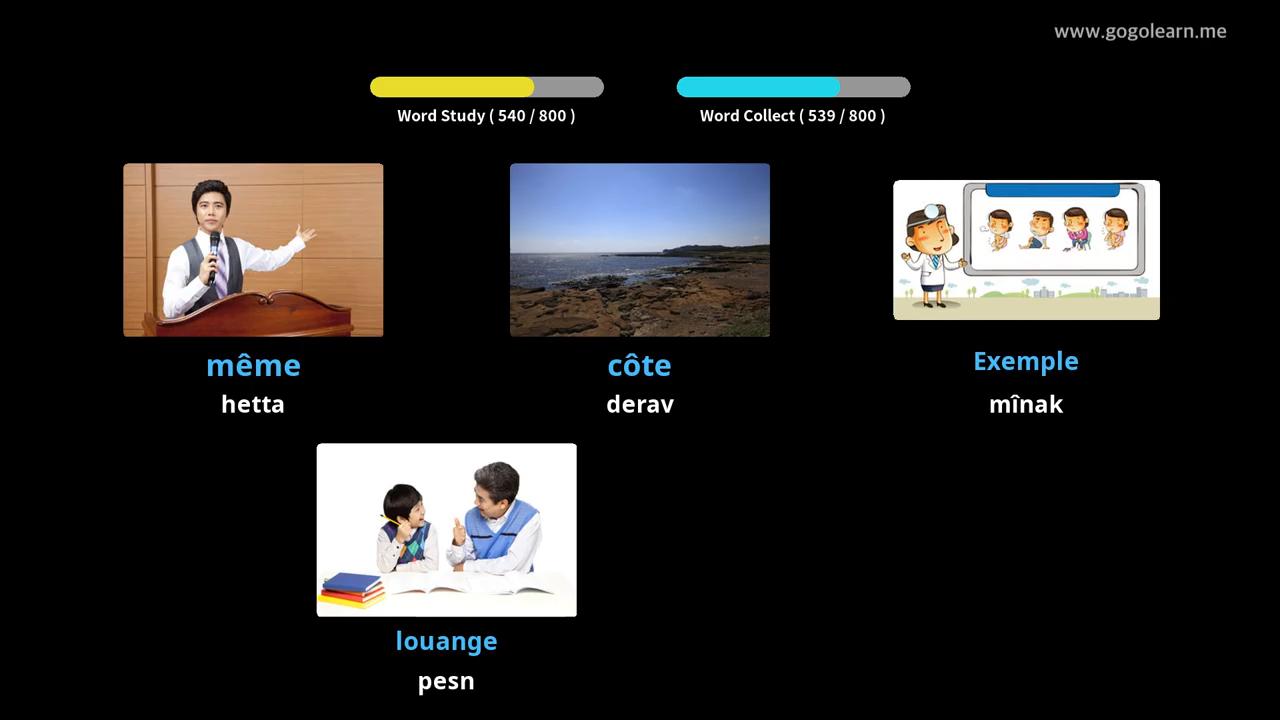 www.gogolearn.me
Word Study ( 540 / 800 )
Word Collect ( 539 / 800 )
même
hetta
côte
derav
Exemple
mînak
louange
pesn